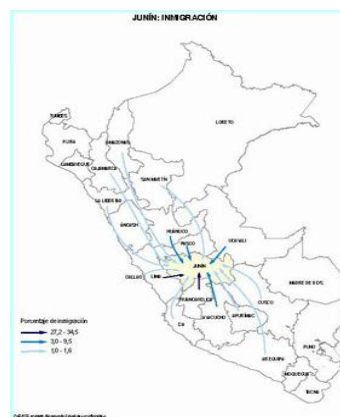 JUNÍN: INMIGRACIÓN
TUMBES
PIURA
LORETO
AMAZONAS
LAMBAYEQUE
CAJAMARCA
SAN MARTÍN
LA LIBERTAD
ANCASH
HUÁNUCO
PASCO
UCAYALI
JUNÍN
CALLAO
LIMA
MADRE DE DIOS
HUANCAVELICA
CUSCO
AYACUCHO
APURÍMAC
ICA
PUNO
AREQUIPA
MOQUEGUA
TACNA
Porcentaje de inmigración
27,2 - 34,5
3,0 - 9,5
1,0 - 1,6